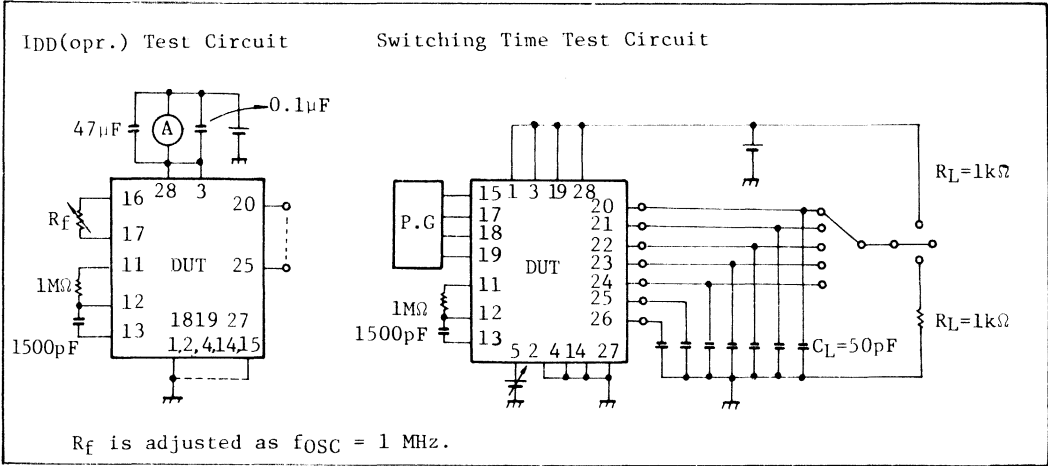 IDD(opr.) Test Circuit
Switching Time Test Circuit
0.1μF
47μF
A
28 3
16
Rf
17
11
1MΩ
12
13
1500pF
DUT
20
25
1819 27
1,2,4,14,15
P.G
15 1 3 19 28
17
18
19
11
1MΩ
12
1500pF
13
DUT
20
21
22
23
24
25
26
5 2 4 14 27
RL=1kΩ
RL=1kΩ
CL=50pF
Rf is adjusted as fOSC = 1 MHz.